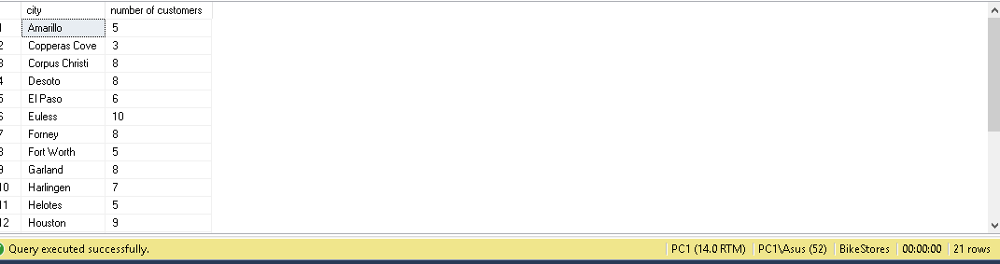 city number of customers
1 Amarillo 5
2 Copperas Cove 3
3 Corpus Christi 8
4 Desoto 8
5 El Paso 6
6 Euless 10
7 Forney 8
8 Fort Worth 5
9 Garland 8
10 Harlingen 7
11 Helotes 5
12 Houston 9
Query executed successfully. PC1 (14.0 RTM) PC1\Asus (52) BikeStores 00:00:00 21 rows